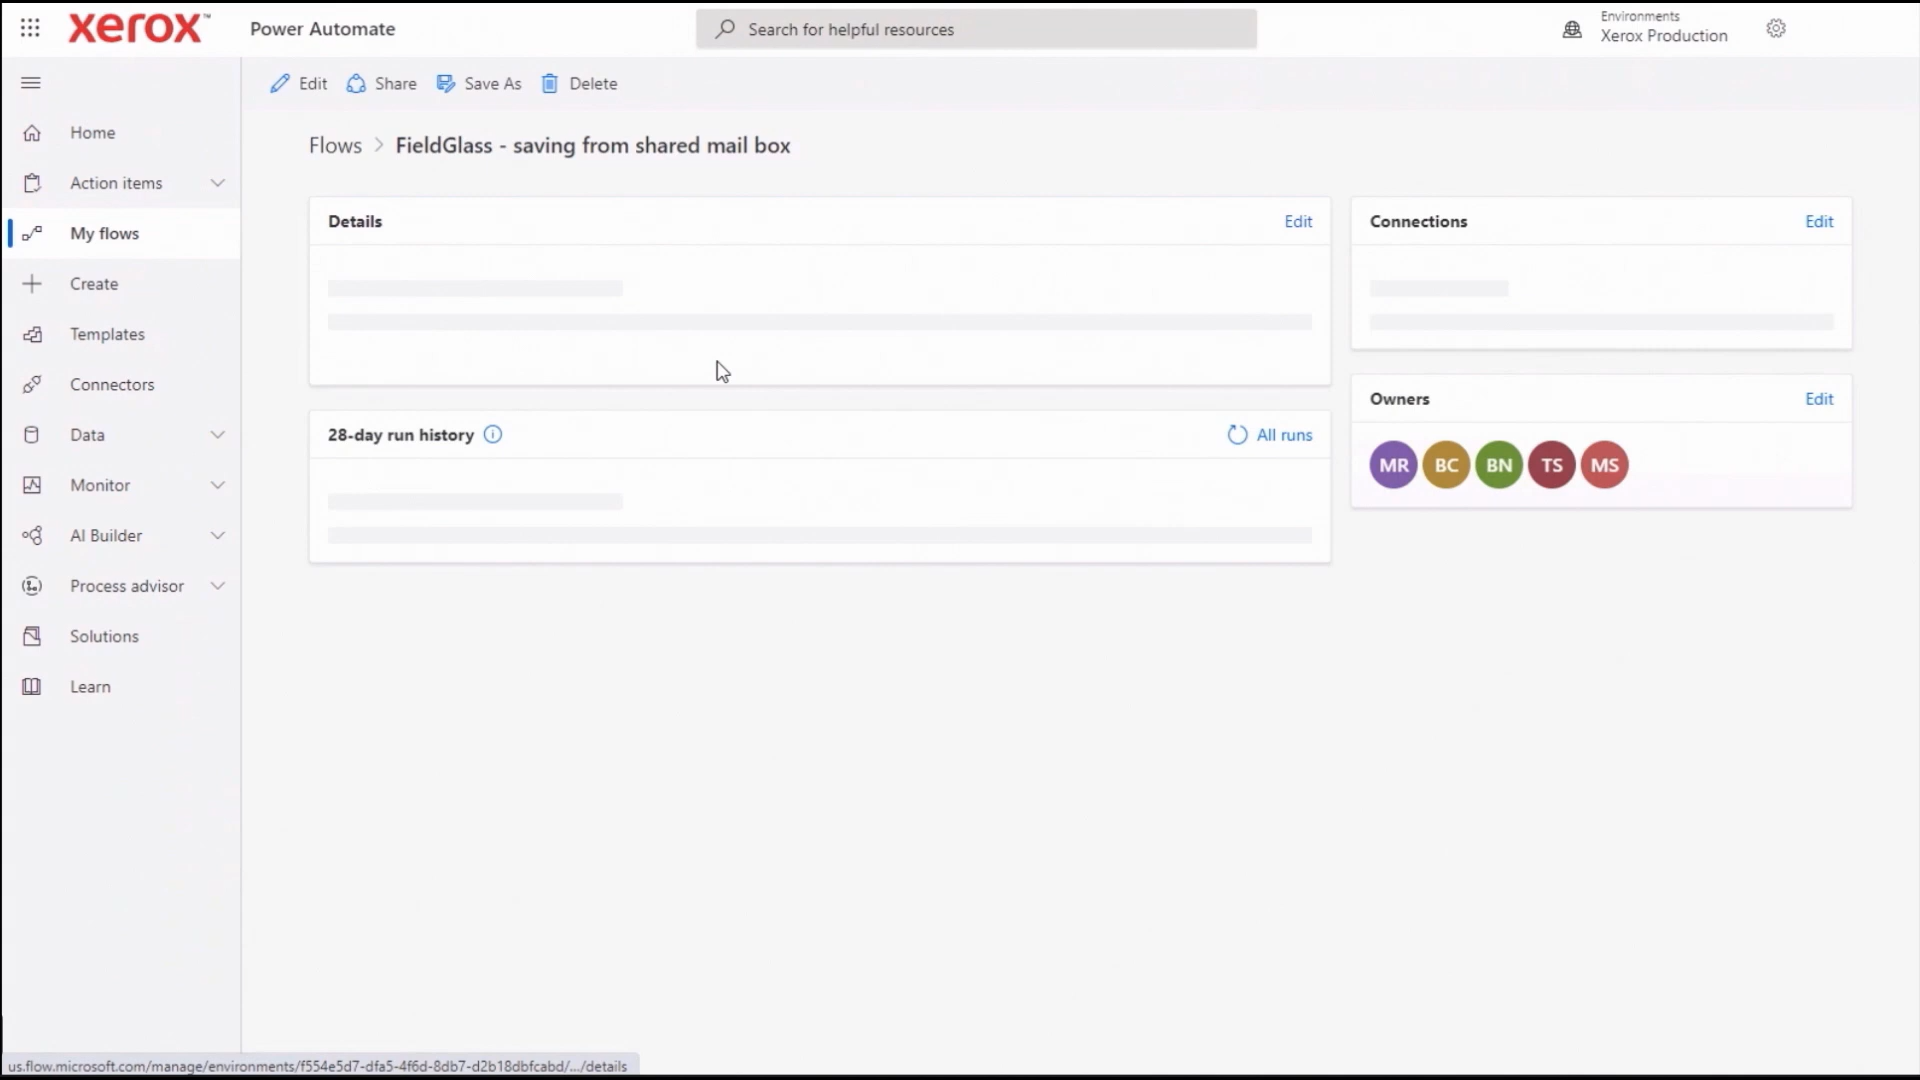 xerox™
Power Automate
Search for helpful resources
Environments
Xerox Production
Edit
Share
Save As
Delete
Home
Action items
My flows
Create
Templates
Connectors
Data
Monitor
AI Builder
Process advisor
Solutions
Learn
Flows > FieldGlass - saving from shared mail box
Details
Edit
Connections
Edit
28-day run history
All runs
Owners
Edit
MR BC BN TS MS
us.flow.microsoft.com/manage/environments/f554e5d7-dfa5-4f6d-8db7-d2b18dbfcabd/.../details